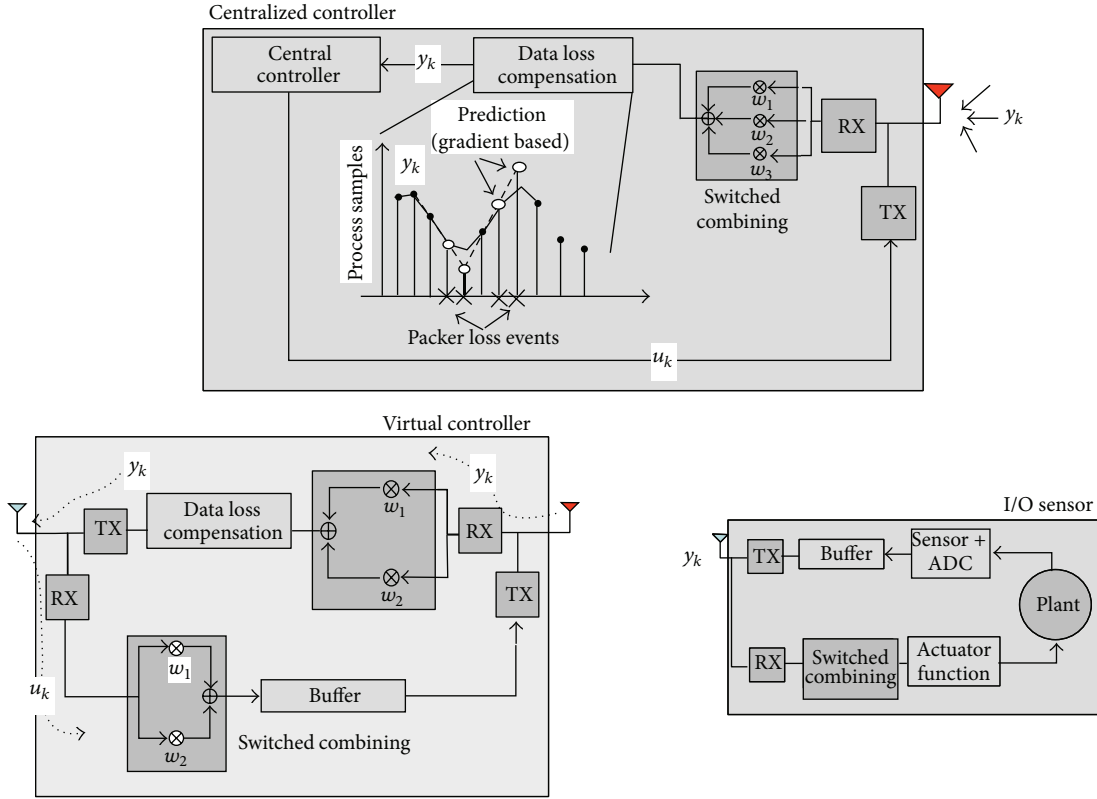 Centralized controller
Central
controller
y_k
Data loss
compensation
w_1
w_2
w_3
RX
y_k
Switched
combining
TX
Prediction
(gradient based)
y_k
Process samples
Packer loss events
u_k
Virtual controller
y_k
y_k
TX
Data loss
compensation
w_1
w_2
RX
RX
TX
w_1
w_2
u_k
Buffer
Switched combining
I/O sensor
y_k
TX
Buffer
Sensor +
ADC
Plant
RX
Switched
combining
Actuator
function